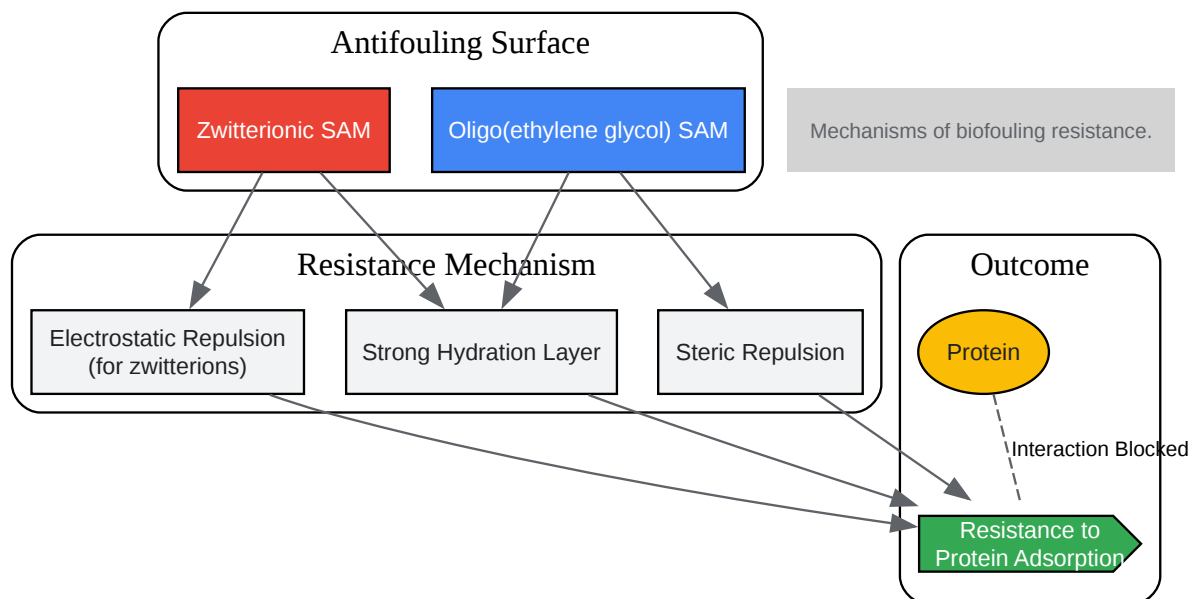 Antifouling Surface
Zwitterionic SAM
Oligo(ethylene glycol) SAM
Mechanisms of biofouling resistance.
Resistance Mechanism
Outcome
Electrostatic Repulsion
(for zwitterions)
Strong Hydration Layer
Steric Repulsion
Protein
Interaction Blocked
Resistance to
Protein Adsorption